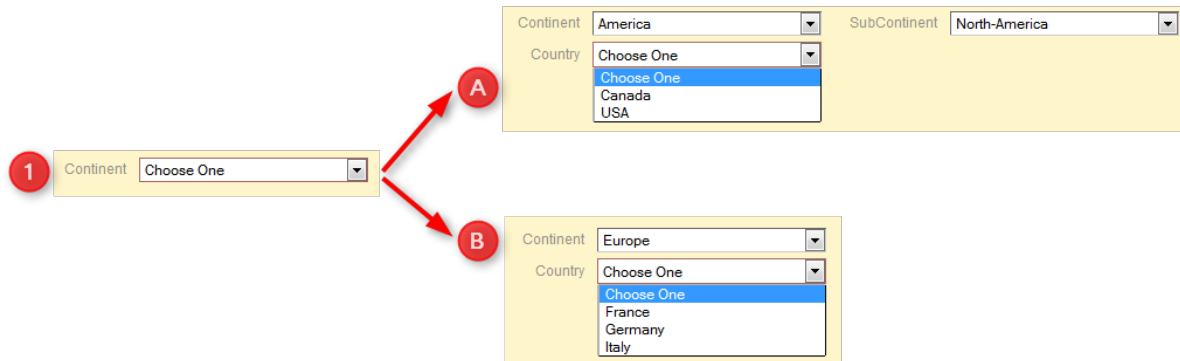 Continent America SubContinent North-America
Country Choose One
Choose One
A
Canada
USA
1 Continent Choose One
B
Continent Europe
Country Choose One
Choose One
France
Germany
Italy